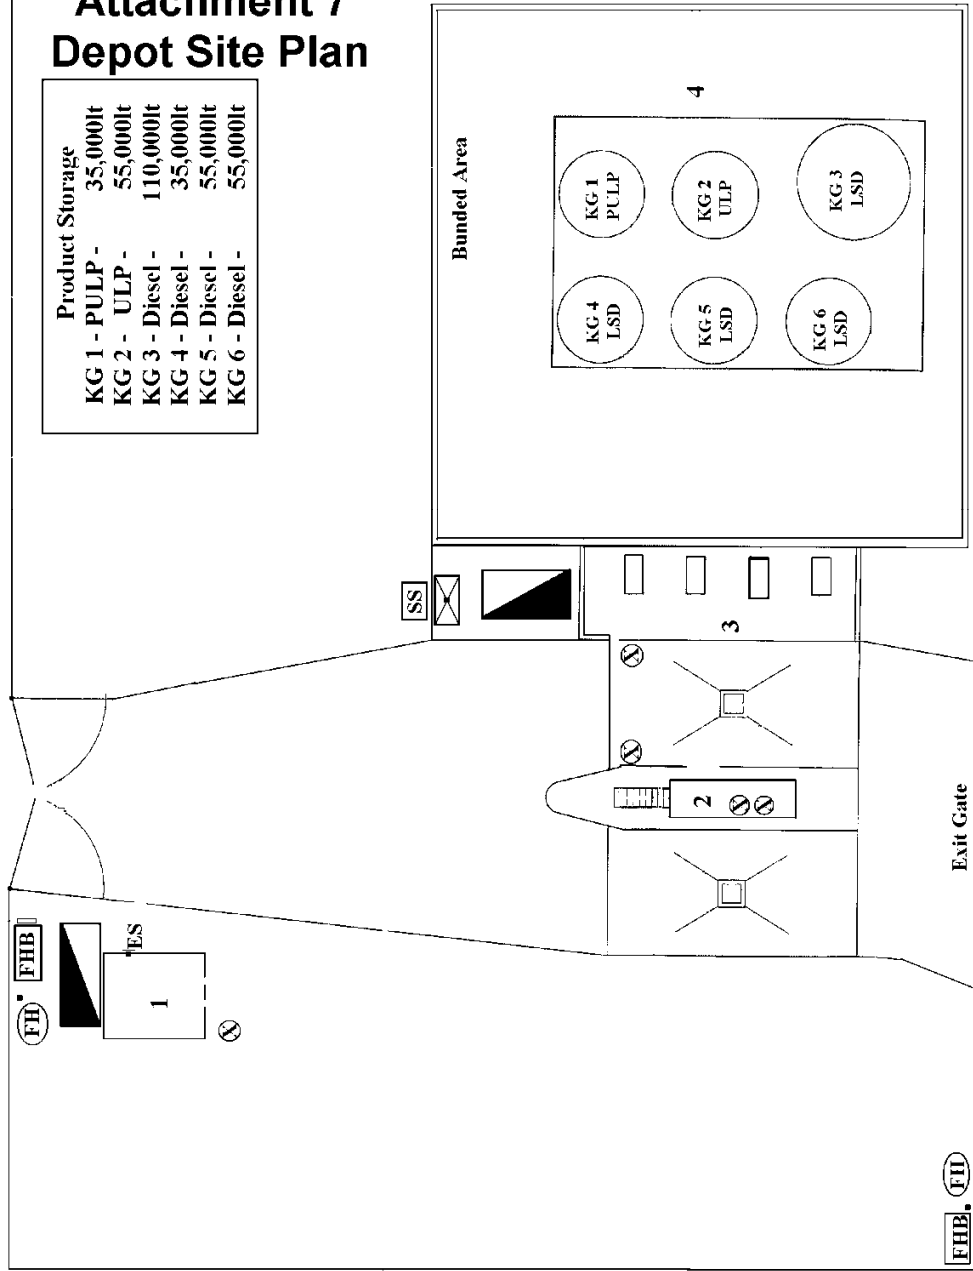 Attachment 7
Depot Site Plan
Product Storage
KG 1 - PULP - 35,000lt
KG 2 - ULP - 55,000lt
KG 3 - Diesel - 110,000lt
KG 4 - Diesel - 35,000lt
KG 5 - Diesel - 55,000lt
KG 6 - Diesel - 55,000lt
Bunded Area
4
KG 1
PULP
KG 2
ULP
KG 3
LSD
KG 4
LSD
KG 5
LSD
KG 6
LSD
SS
3
X
X
2
X
X
Exit Gate
FHB
FH
ES
1
X
FHB
FH